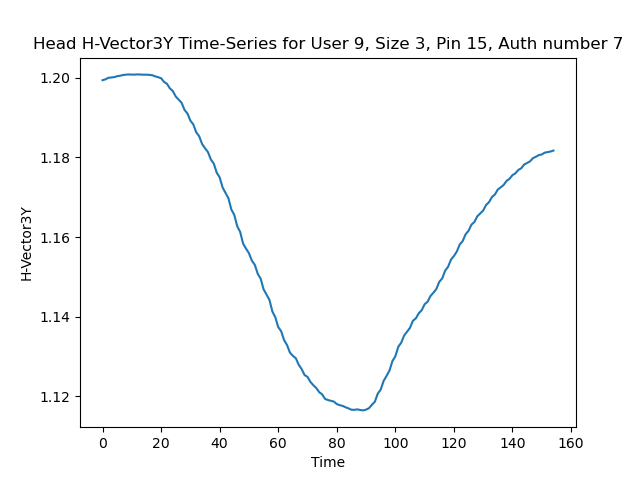 Head H-Vector3Y Time-Series for User 9, Size 3, Pin 15, Auth number 7
1.20
1.18
1.16
1.14
1.12
H-Vector3Y
0 20 40 60 80 100 120 140 160
Time